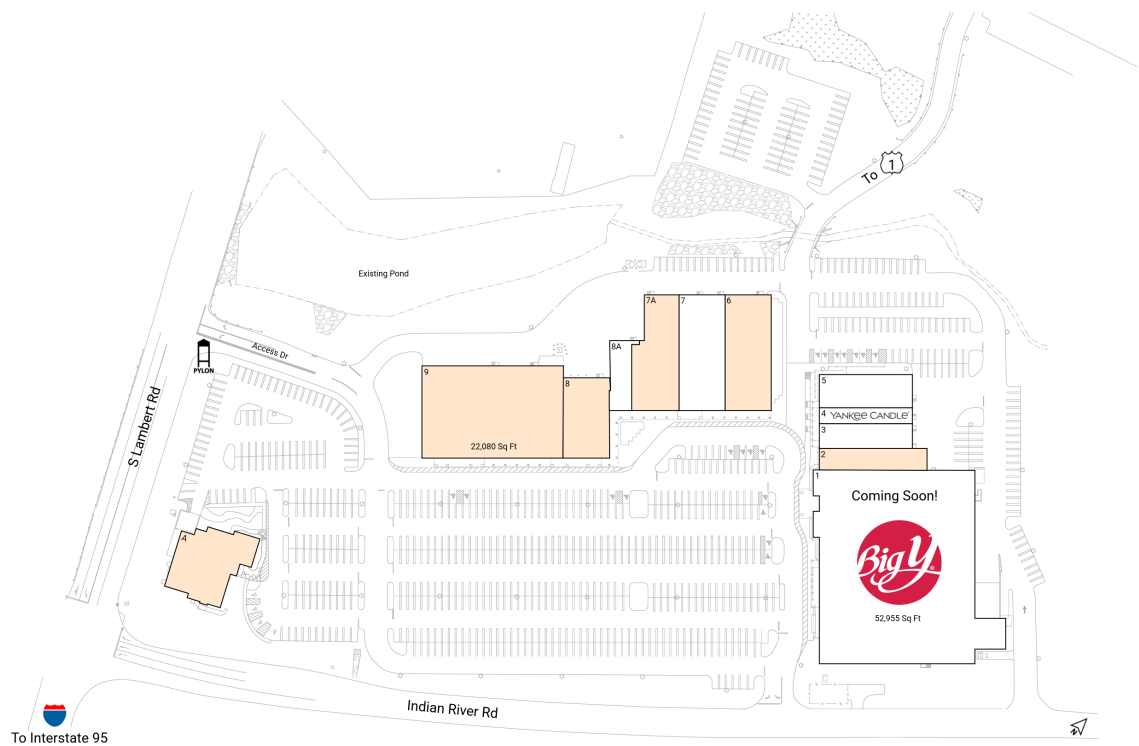 To 1
Existing Pond
7A
7
6
8A
Access Dr
PYLON
9
8
22,080 Sq Ft
5
4 YANKEE CANDLE
3
2
1
S Lambert Rd
Coming Soon!
Big Y
52,955 Sq Ft
A
Indian River Rd
To Interstate 95
N